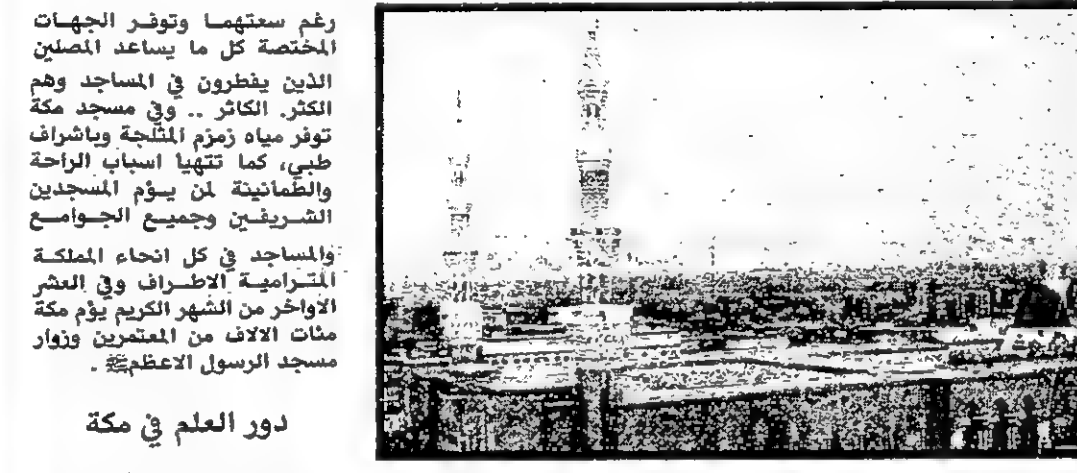 رغم سعتهما وتوفر الجهات
المختصة كل ما يساعد المصلين
الذين يفطرون في المساجد وهم
الكثر. الكاثر .. وفي مسجد مكة
توفر مياه زمزم المثلجة وباشراف
طبي، كما تتهيا اسباب الراحة
والطمانينة لمن يؤم المسجدين
الشريفين وجميع الجوامع
والمساجد في كل انحاء المملكة
المترامية الاطراف وفي العشر
الاواخر من الشهر الكريم يؤم مكة
مئات الالاف من المعتمرين وزوار
مسجد الرسول الاعظم ﷺ .
دور العلم في مكة